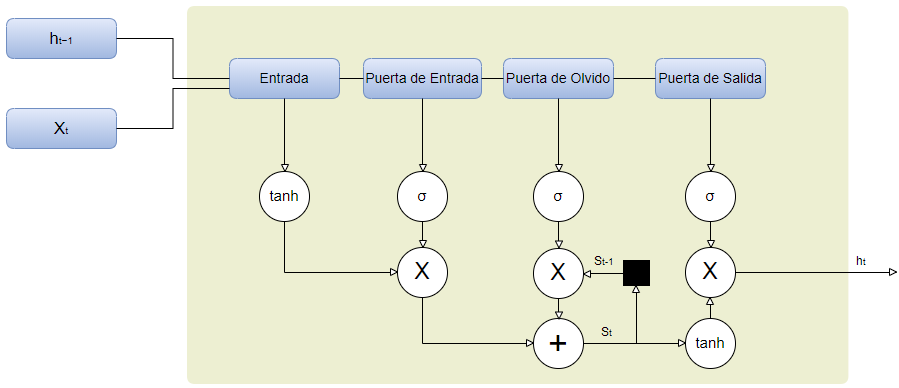 ht−1
Xt
Entrada
Puerta de Entrada
Puerta de Olvido
Puerta de Salida
tanh
σ
σ
σ
X
X
St-1
X
ht
+
St
tanh